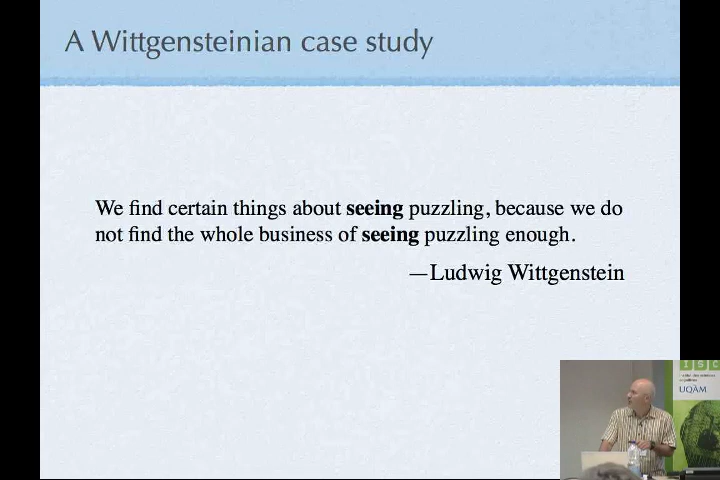 A Wittgensteinian case study
We find certain things about seeing puzzling, because we do
not find the whole business of seeing puzzling enough.
—Ludwig Wittgenstein
ISC
UQÀM